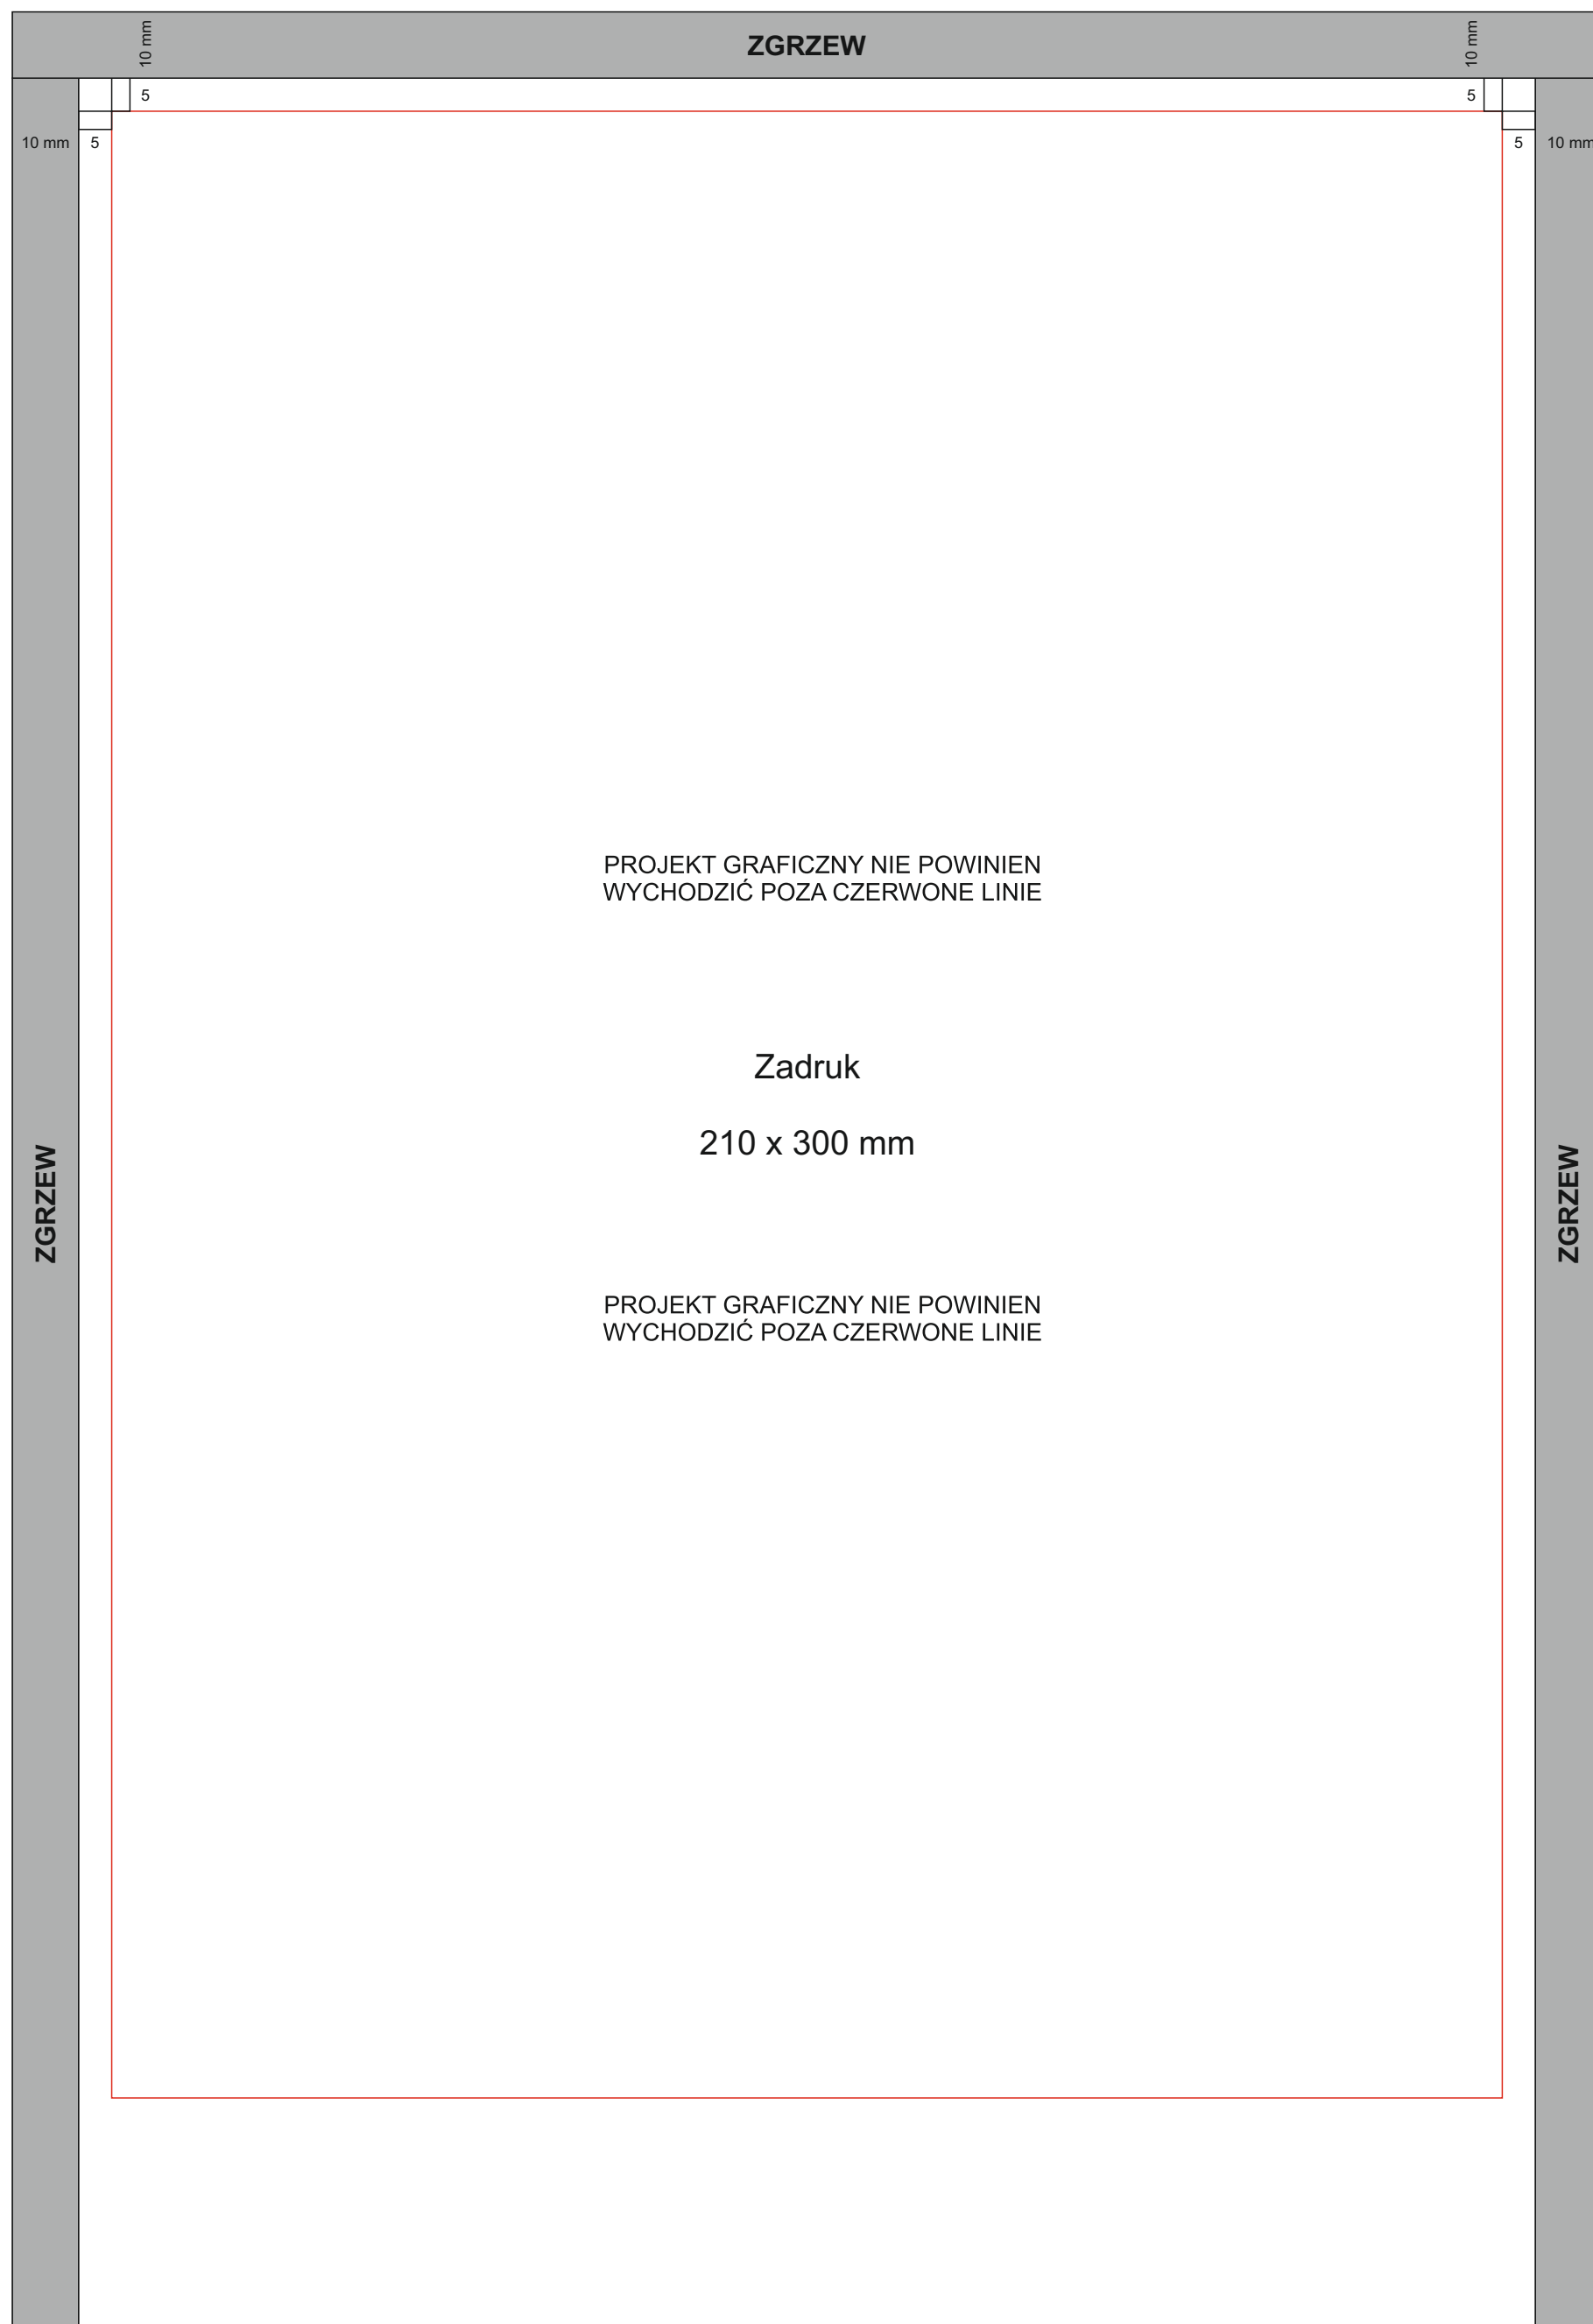 10 mm
ZGRZEW
10 mm
5
5
10 mm
5
5
10 mm
PROJEKT GRAFICZNY NIE POWINIEN
WYCHODZIĆ POZA CZERWONE LINIE
Zadruk
210 x 300 mm
ZGRZEW
ZGRZEW
PROJEKT GRAFICZNY NIE POWINIEN
WYCHODZIĆ POZA CZERWONE LINIE